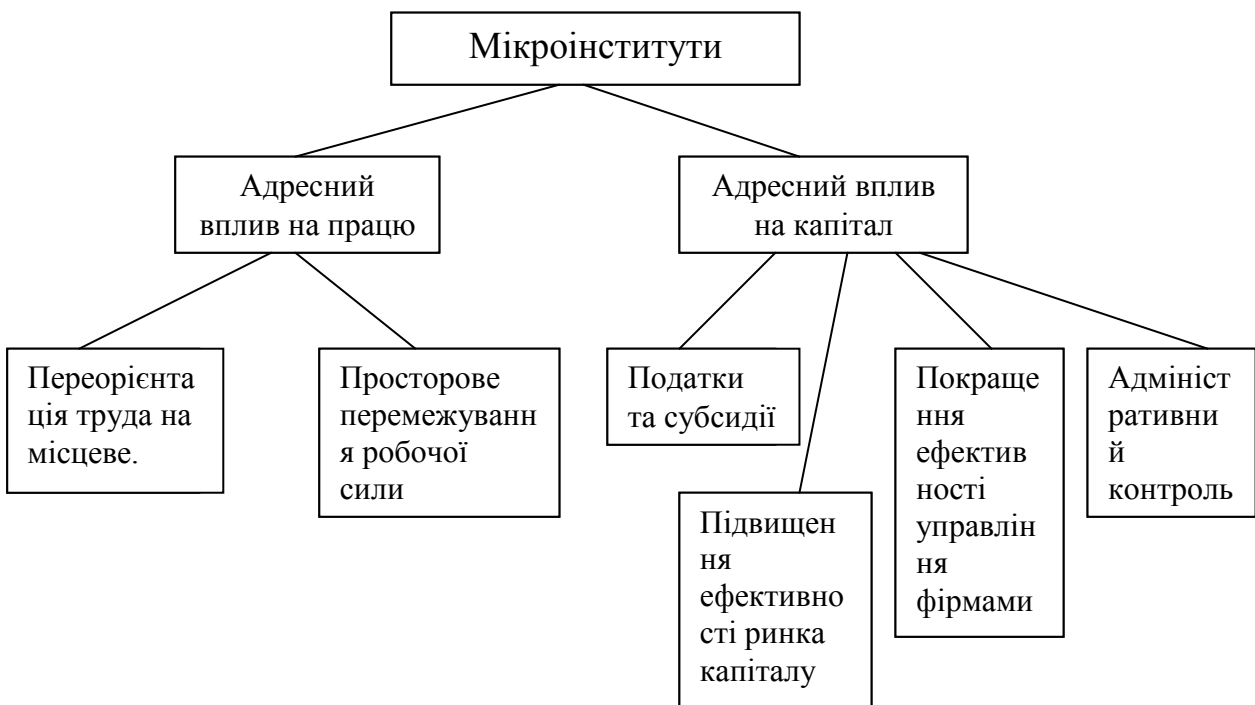 Мікроінститути
Адресний
вплив на працю
Адресний вплив
на капітал
Переорієнта
ція труда на
місцеве.
Просторове
перемежуванн
я робочої
сили
Податки
та субсидії
Підвищен
ня
ефективно
сті ринка
капіталу
Покраще
ння
ефектив
ності
управлін
ня
фірмами
Адмініст
ративни
й
контроль